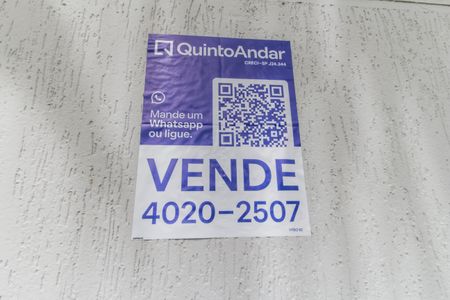 QuintoAndar
CRECI-SP J24.344
Mande um
Whatsapp
ou ligue.
VENDE
4020-2507